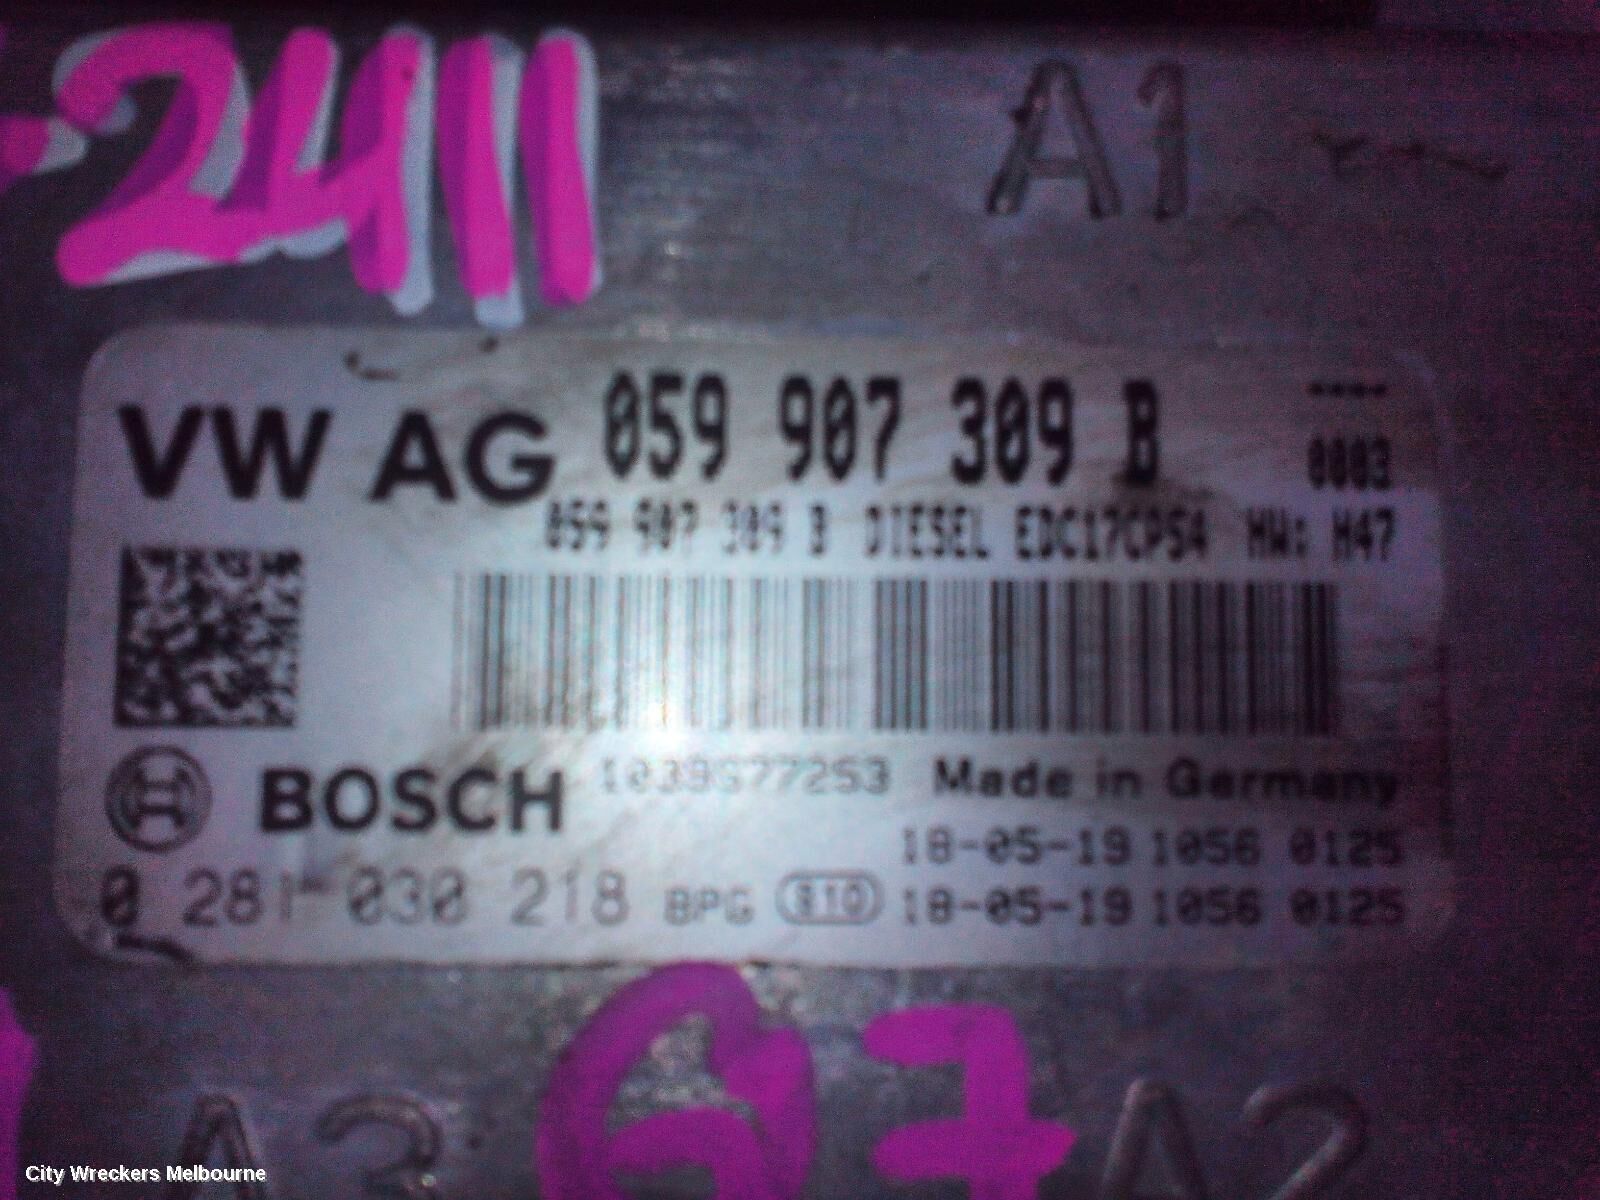 2411
A1
VW AG 059 907 309 B ----
0003
059 907 309 B DIESEL EDC17CP54 HW: H47
BOSCH 1039S77253 Made in Germany
18-05-19 1056 0125
0 281 030 218 BPG S10 18-05-19 1056 0125
67
A3 A2
City Wreckers Melbourne